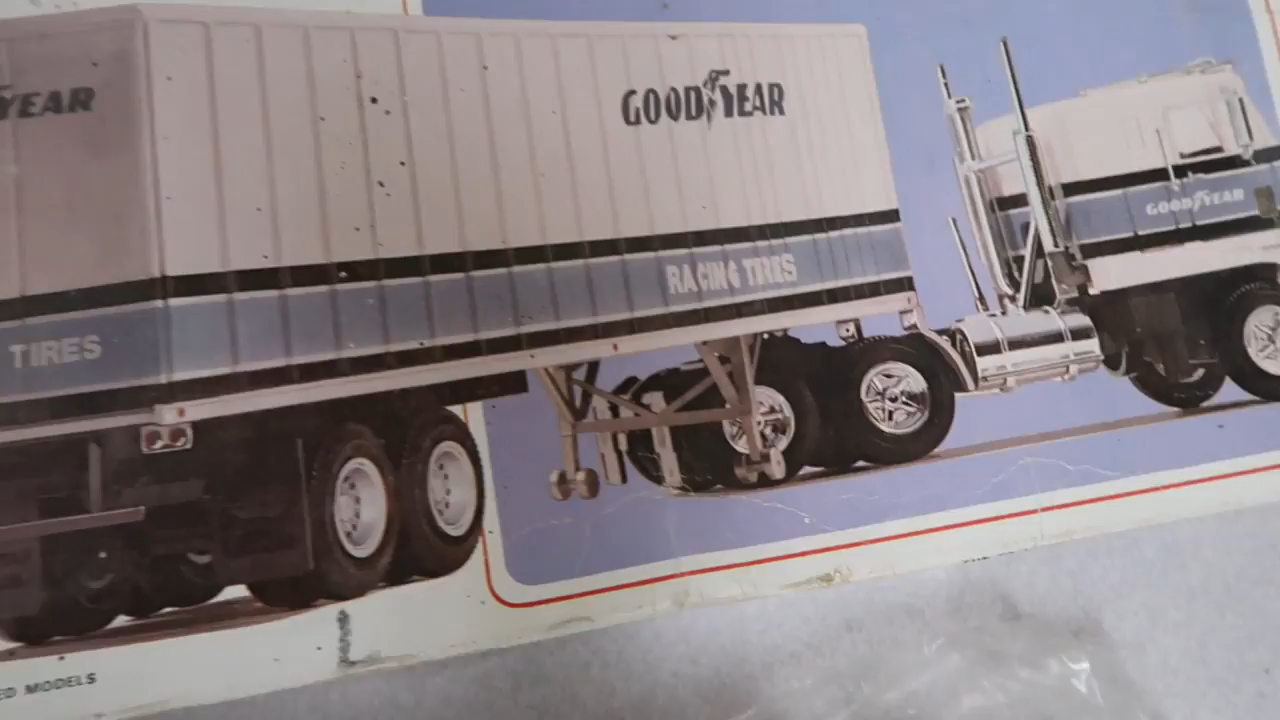 YEAR
GOODYEAR
GOODYEAR
RACING TIRES
TIRES
ED MODELS